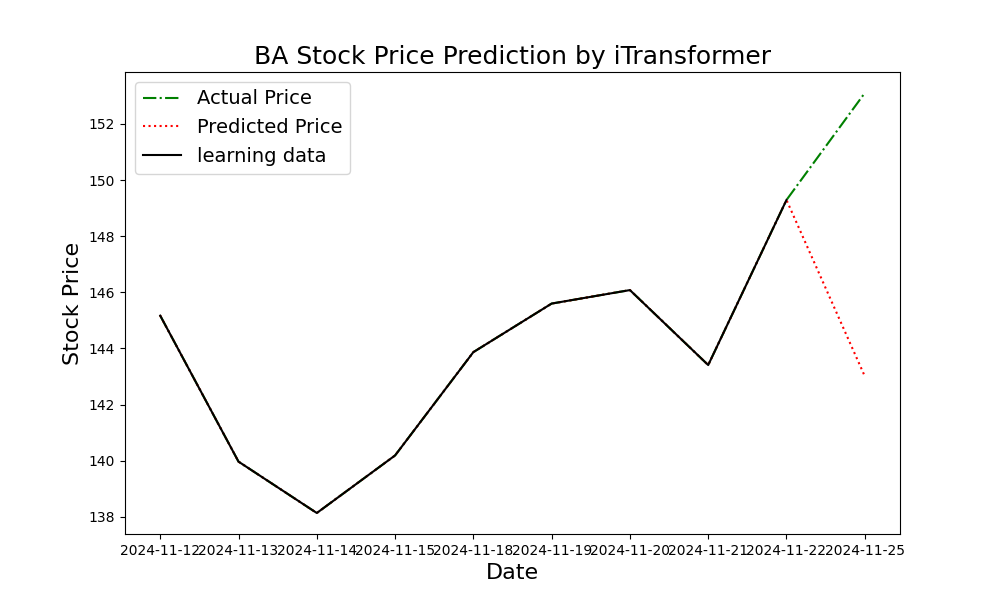 BA Stock Price Prediction by iTransformer
Actual Price
Predicted Price
learning data
Stock Price
152
150
148
146
144
142
140
138
2024-11-12 2024-11-13 2024-11-14 2024-11-15 2024-11-18 2024-11-19 2024-11-20 2024-11-21 2024-11-22 2024-11-25
Date